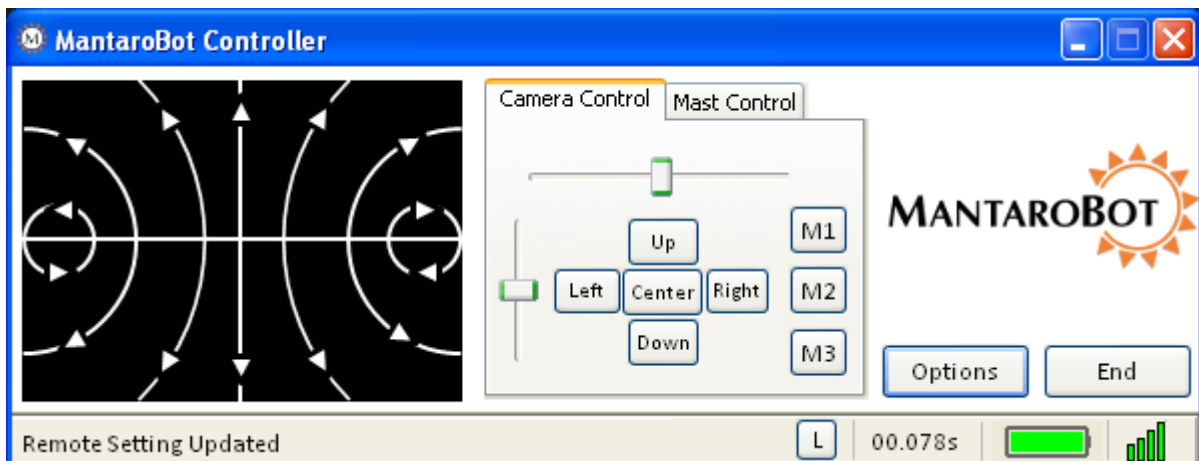 MantaroBot Controller
Camera Control
Mast Control
Up
Left
Center
Right
Down
M1
M2
M3
MANTAROBOT
Options
End
Remote Setting Updated
L
00.078s